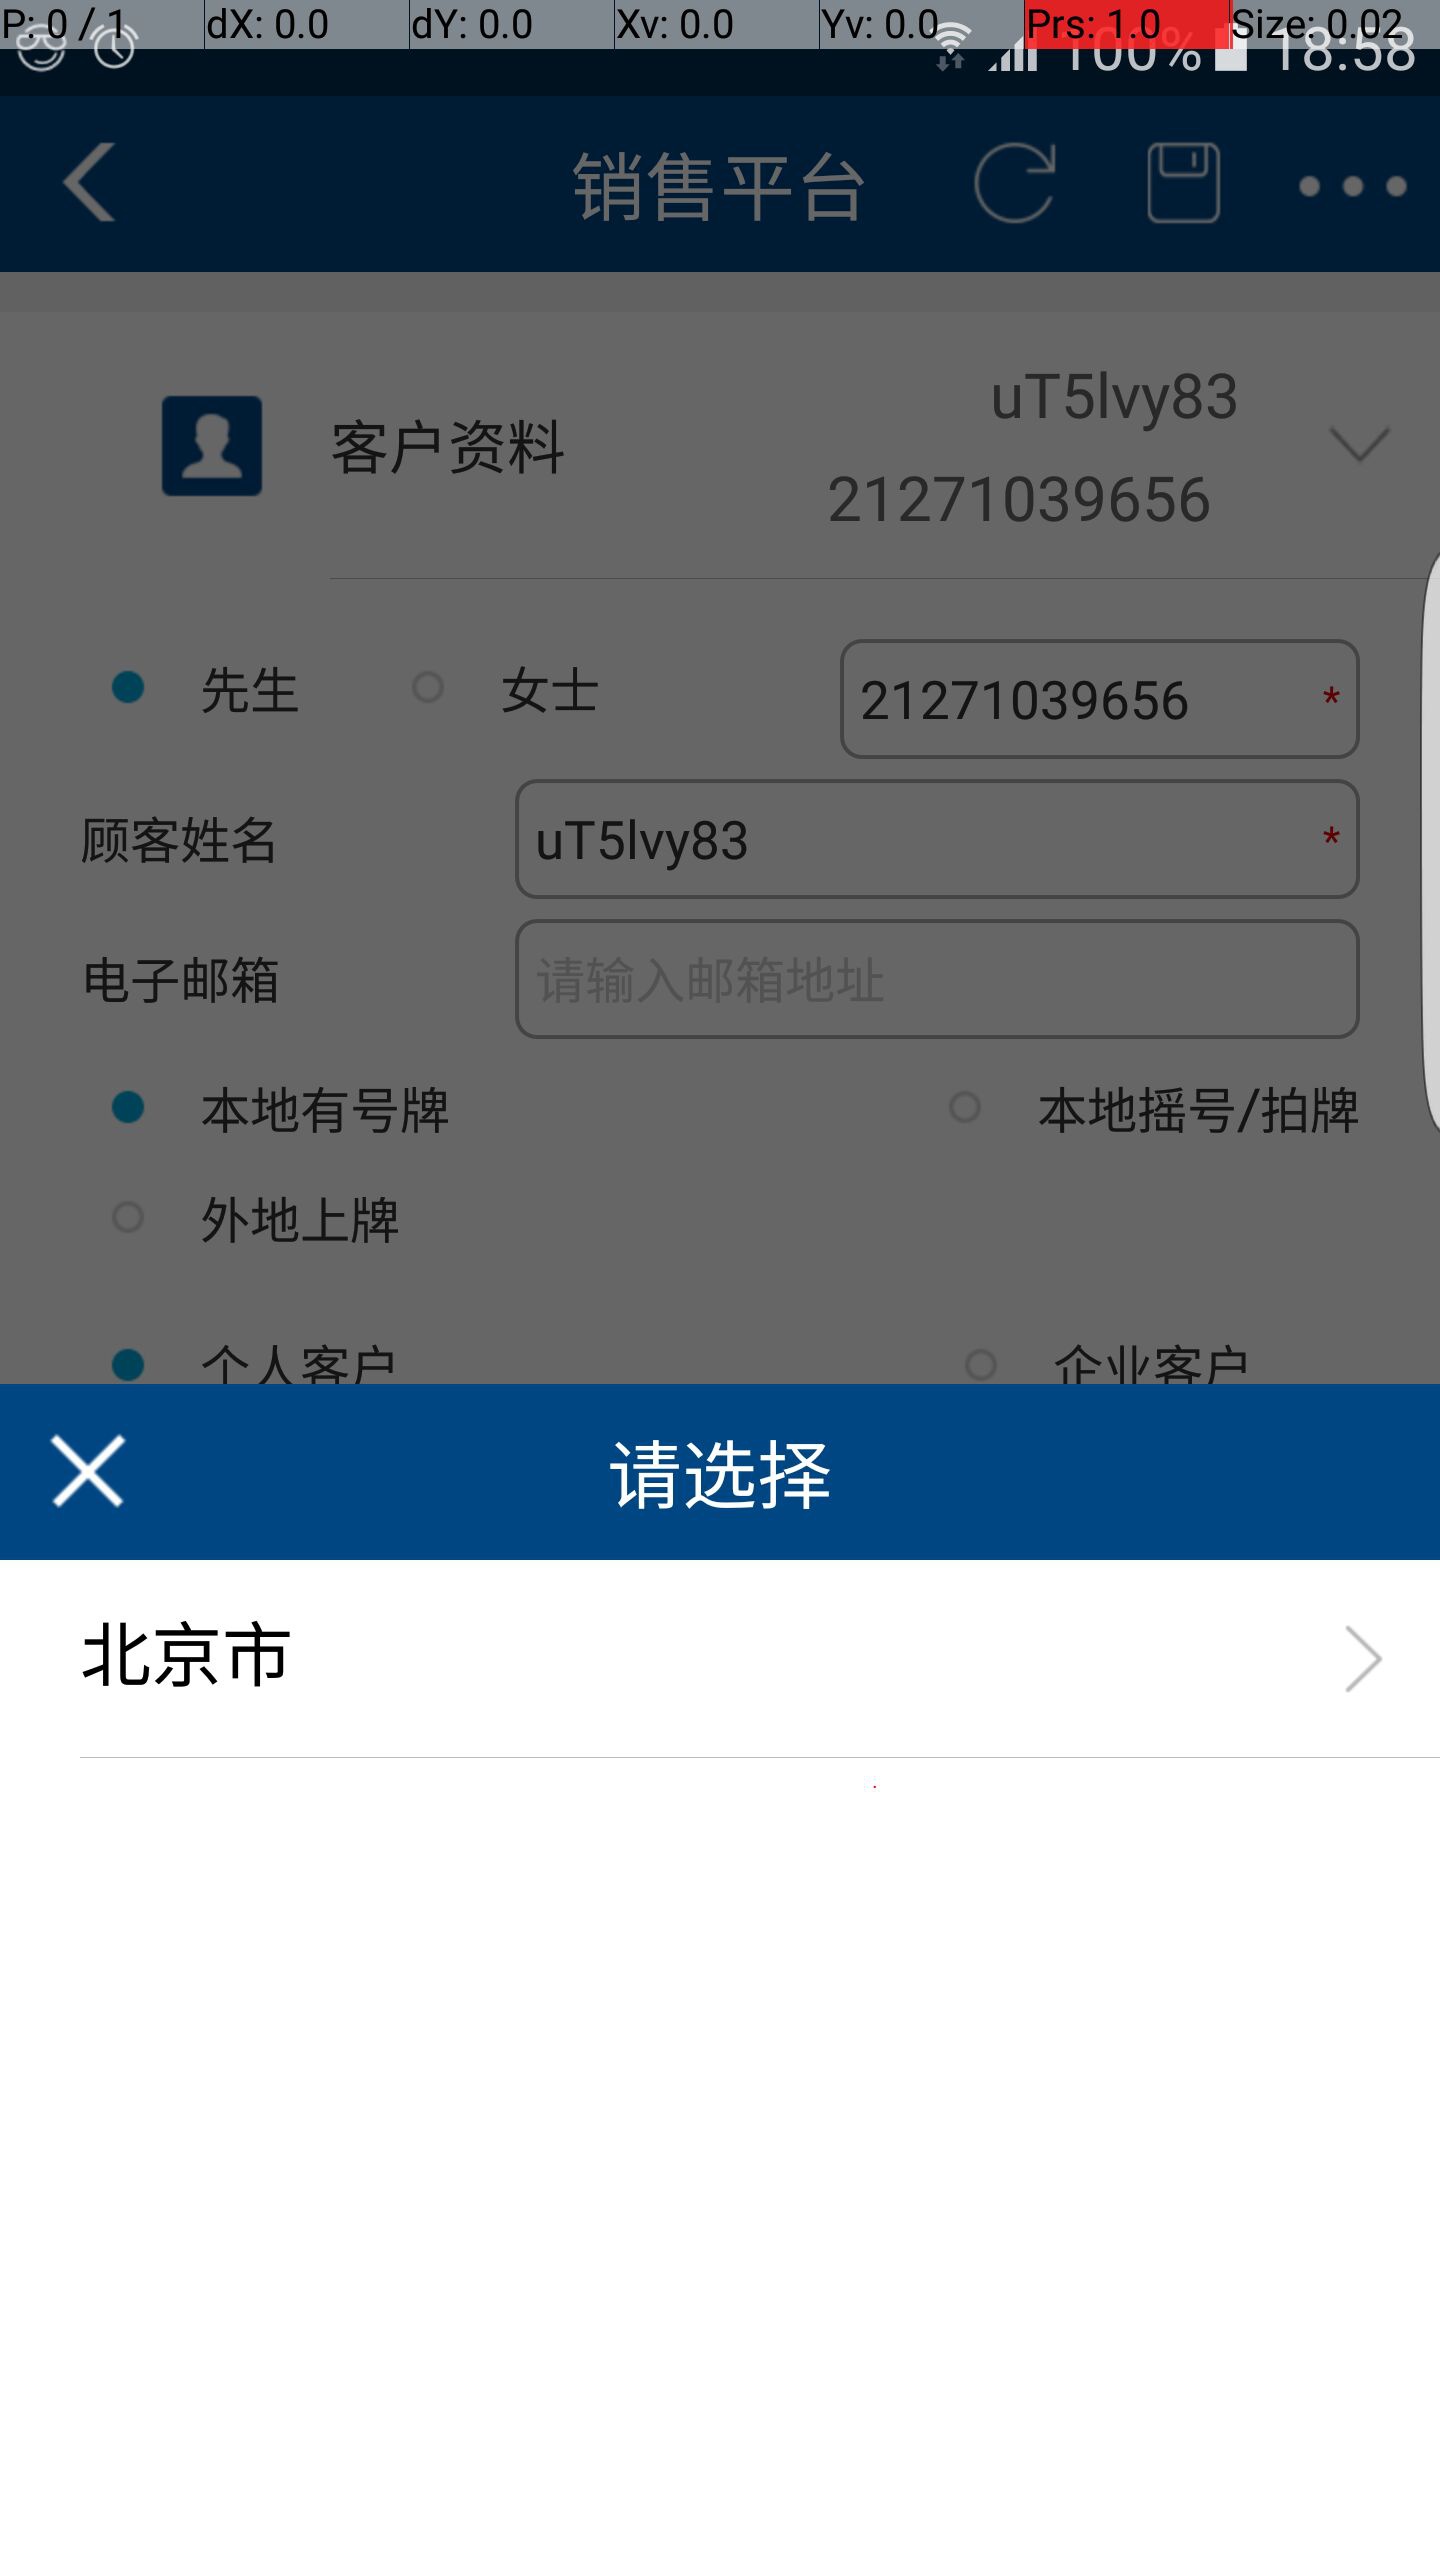 P: 0 / 1 dX: 0.0 dY: 0.0 Xv: 0.0 Yv: 0.0 Prs: 1.0 Size: 0.02
100% 18:58
销售平台
客户资料
uT5lvy83
21271039656
先生 女士 21271039656 *
顾客姓名 uT5lvy83 *
电子邮箱 请输入邮箱地址
本地有号牌 本地摇号/拍牌
外地上牌
个人客户 企业客户
请选择
北京市